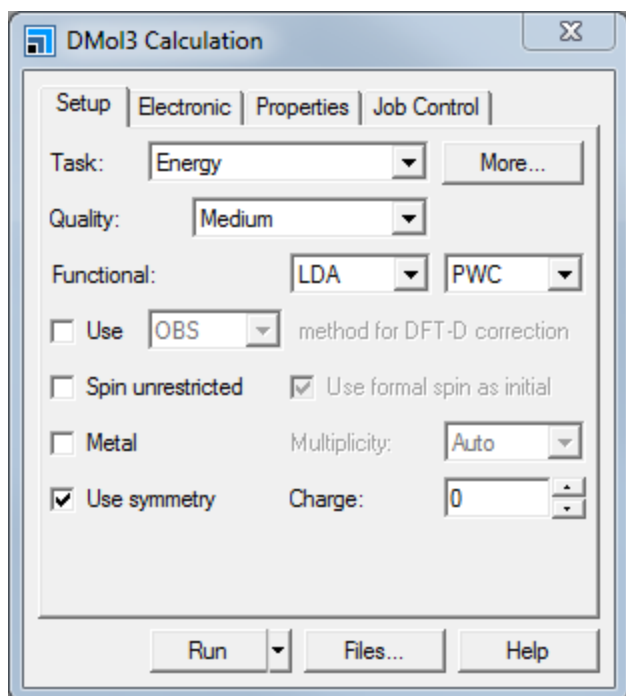 DMol3 Calculation
Setup Electronic Properties Job Control
Task: Energy More...
Quality: Medium
Functional: LDA PWC
Use OBS method for DFT-D correction
Spin unrestricted Use formal spin as initial
Metal Multiplicity: Auto
Use symmetry Charge: 0
Run Files... Help